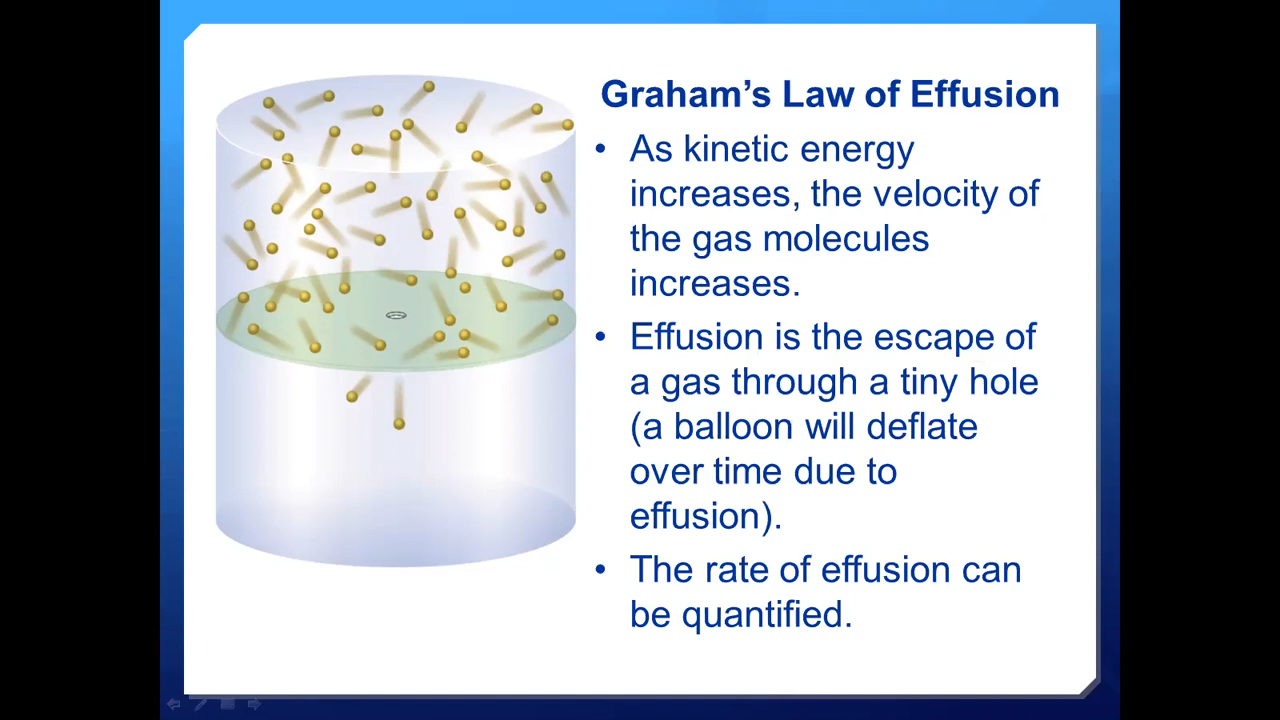 Graham’s Law of Effusion
• As kinetic energy
increases, the velocity of
the gas molecules
increases.
• Effusion is the escape of
a gas through a tiny hole
(a balloon will deflate
over time due to
effusion).
• The rate of effusion can
be quantified.